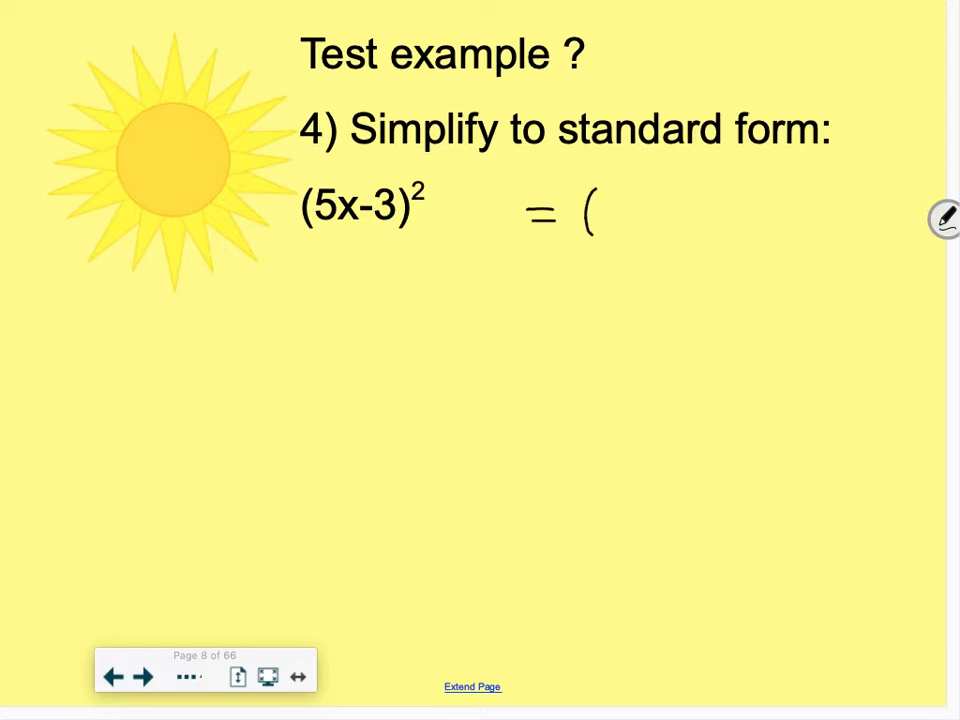 Test example ?
4) Simplify to standard form:
(5x-3)² = (
Page 8 of 66
Extend Page